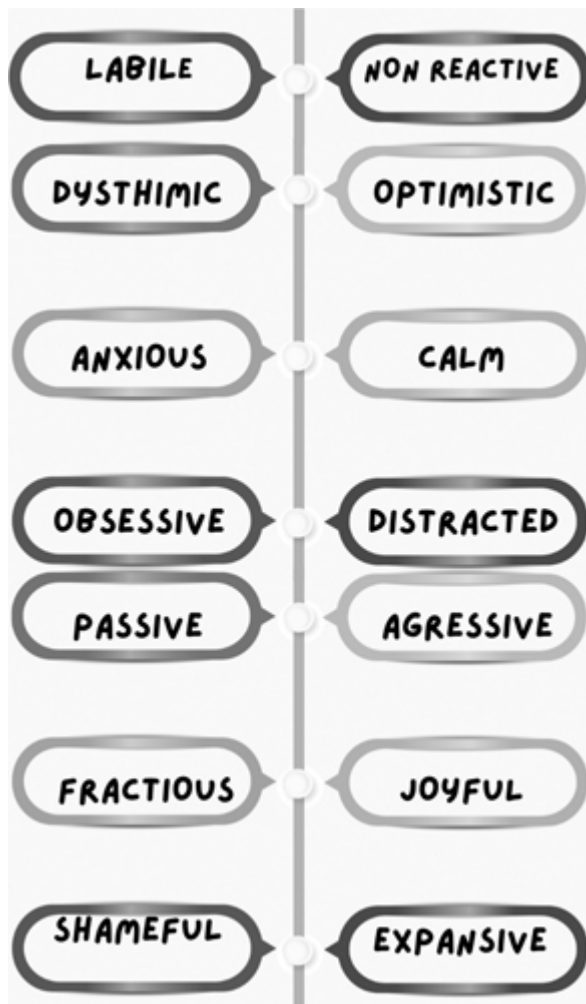 LABILE
NON REACTIVE
DYSTHIMIC
OPTIMISTIC
ANXIOUS
CALM
OBSESSIVE
DISTRACTED
PASSIVE
AGRESSIVE
FRACTIOUS
JOYFUL
SHAMEFUL
EXPANSIVE